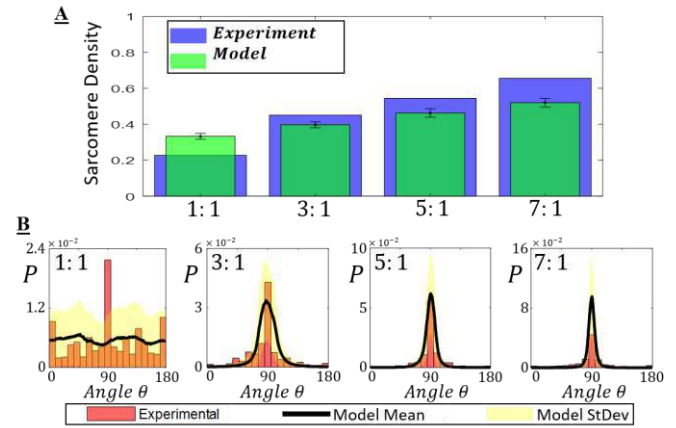 A
Sarcomere Density
1
0.8
0.6
0.4
0.2
0
Experiment
Model
1: 1 3: 1 5: 1 7: 1
B
× 10⁻² × 10⁻² × 10⁻² × 10⁻²
2.4 1: 1 6 3: 1 10 5: 1 16 7: 1
P P P P
1.2 3 5 8
0 0 0 0
0 90 180 0 90 180 0 90 180 0 90 180
Angle θ Angle θ Angle θ Angle θ
Experimental Model Mean Model StDev